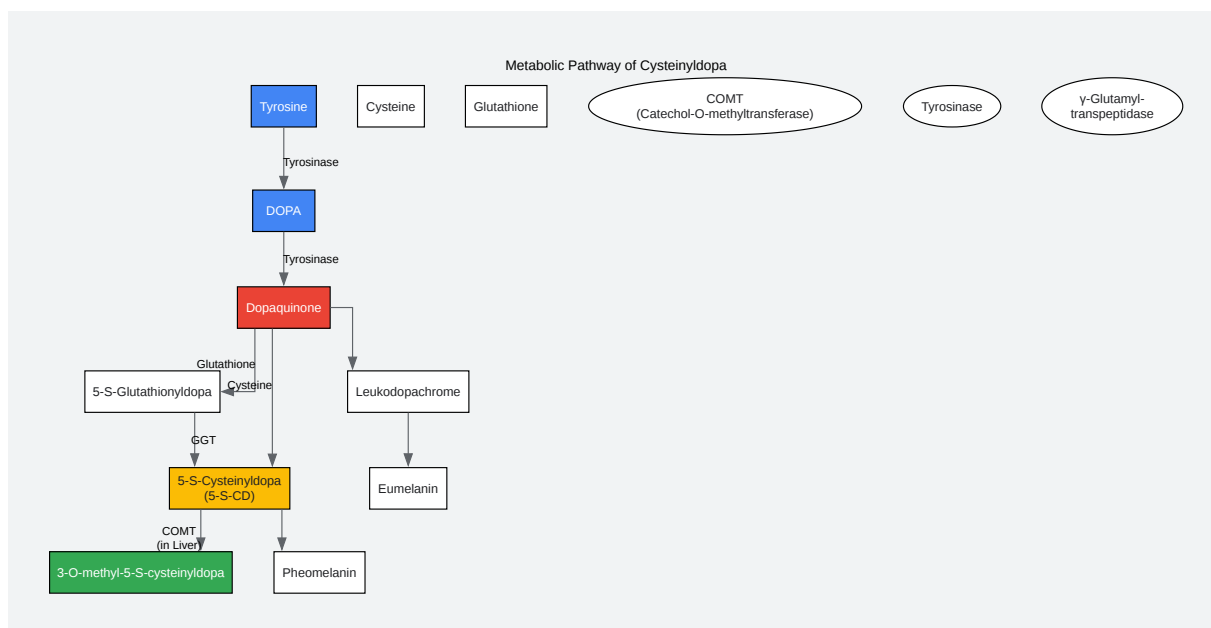 Metabolic Pathway of Cysteinyldopa
Tyrosine
Cysteine
Glutathione
COMT
(Catechol-O-methyltransferase)
Tyrosinase
γ-Glutamyl-
transpeptidase
Tyrosinase
DOPA
Tyrosinase
Dopaquinone
Glutathione
Cysteine
5-S-Glutathionyldopa
Leukodopachrome
GGT
5-S-Cysteinyldopa
(5-S-CD)
Eumelanin
COMT
(in Liver)
3-O-methyl-5-S-cysteinyldopa
Pheomelanin